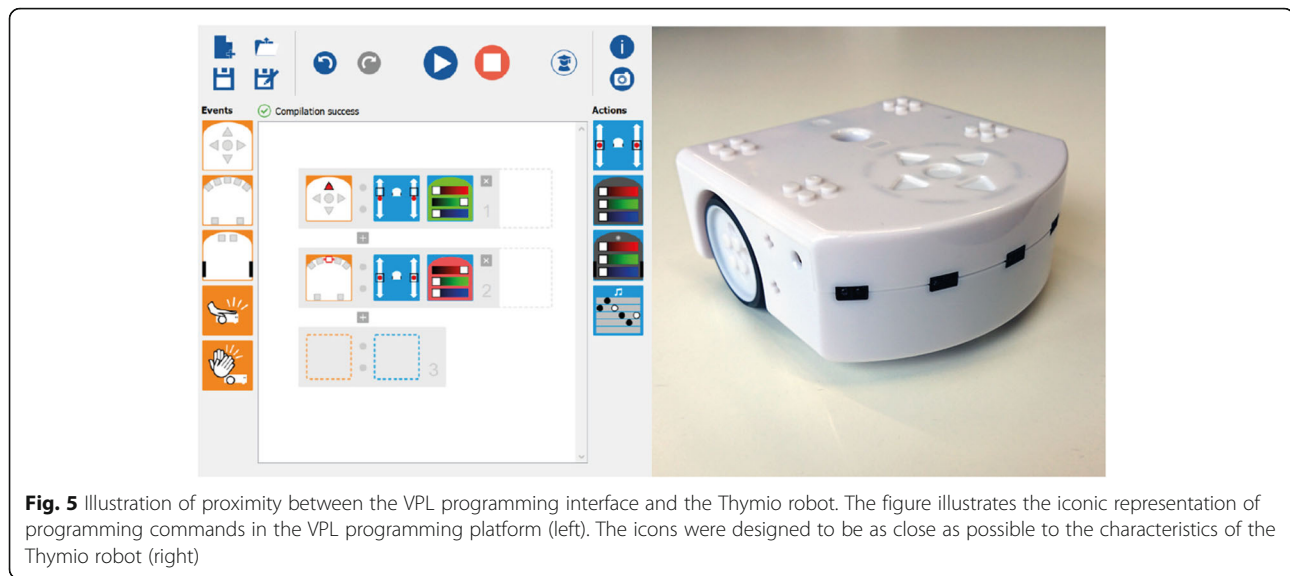 Events
Compilation success
Actions
1
2
3
Fig. 5 Illustration of proximity between the VPL programming interface and the Thymio robot. The figure illustrates the iconic representation of
programming commands in the VPL programming platform (left). The icons were designed to be as close as possible to the characteristics of the
Thymio robot (right)